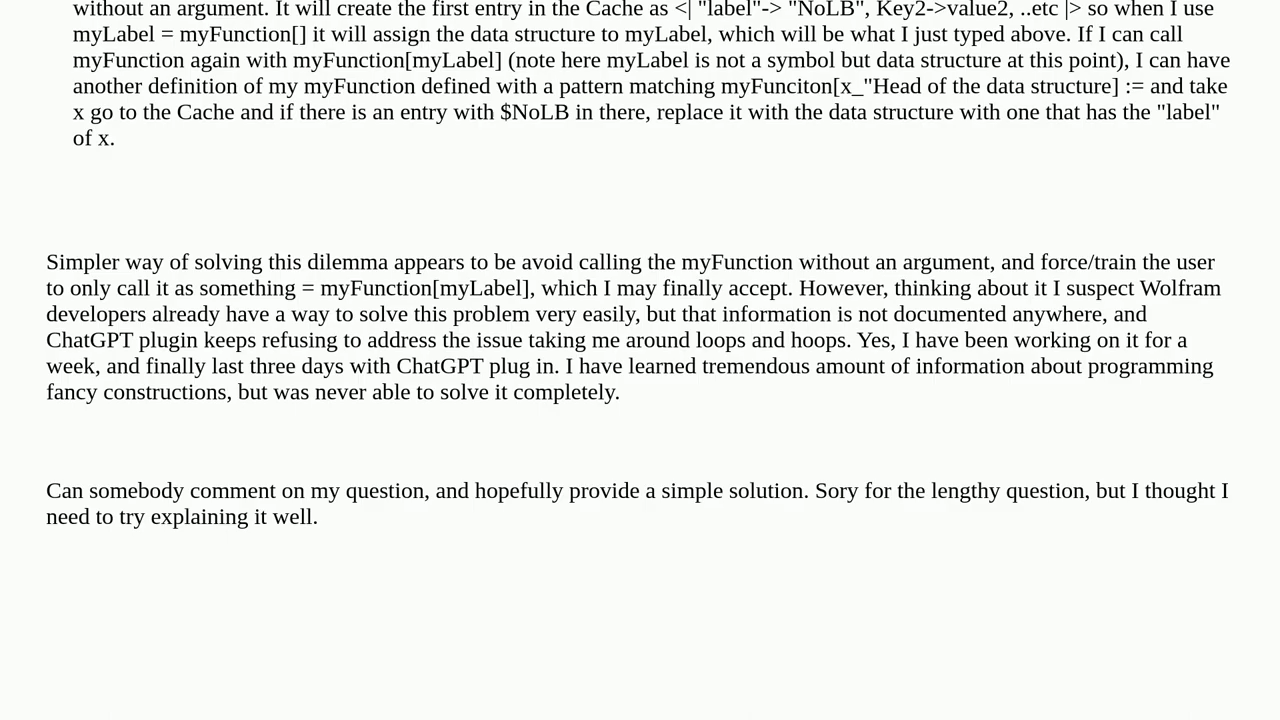 without an argument. It will create the first entry in the Cache as <| "label"-> "NoLB", Key2->value2, ..etc |> so when I use
myLabel = myFunction[] it will assign the data structure to myLabel, which will be what I just typed above. If I can call
myFunction again with myFunction[myLabel] (note here myLabel is not a symbol but data structure at this point), I can have
another definition of my myFunction defined with a pattern matching myFunciton[x_"Head of the data structure] := and take
x go to the Cache and if there is an entry with $NoLB in there, replace it with the data structure with one that has the "label"
of x.
Simpler way of solving this dilemma appears to be avoid calling the myFunction without an argument, and force/train the user
to only call it as something = myFunction[myLabel], which I may finally accept. However, thinking about it I suspect Wolfram
developers already have a way to solve this problem very easily, but that information is not documented anywhere, and
ChatGPT plugin keeps refusing to address the issue taking me around loops and hoops. Yes, I have been working on it for a
week, and finally last three days with ChatGPT plug in. I have learned tremendous amount of information about programming
fancy constructions, but was never able to solve it completely.
Can somebody comment on my question, and hopefully provide a simple solution. Sory for the lengthy question, but I thought I
need to try explaining it well.